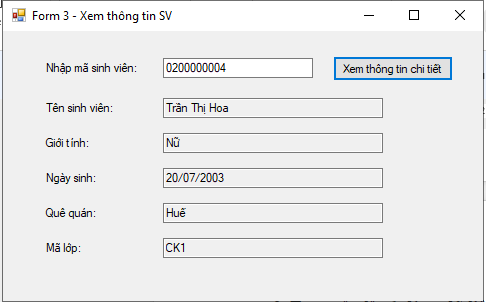 Form 3 - Xem thông tin SV
Nhập mã sinh viên: 0200000004 Xem thông tin chi tiết
Tên sinh viên: Trần Thị Hoa
Giới tính: Nữ
Ngày sinh: 20/07/2003
Quê quán: Huế
Mã lớp: CK1